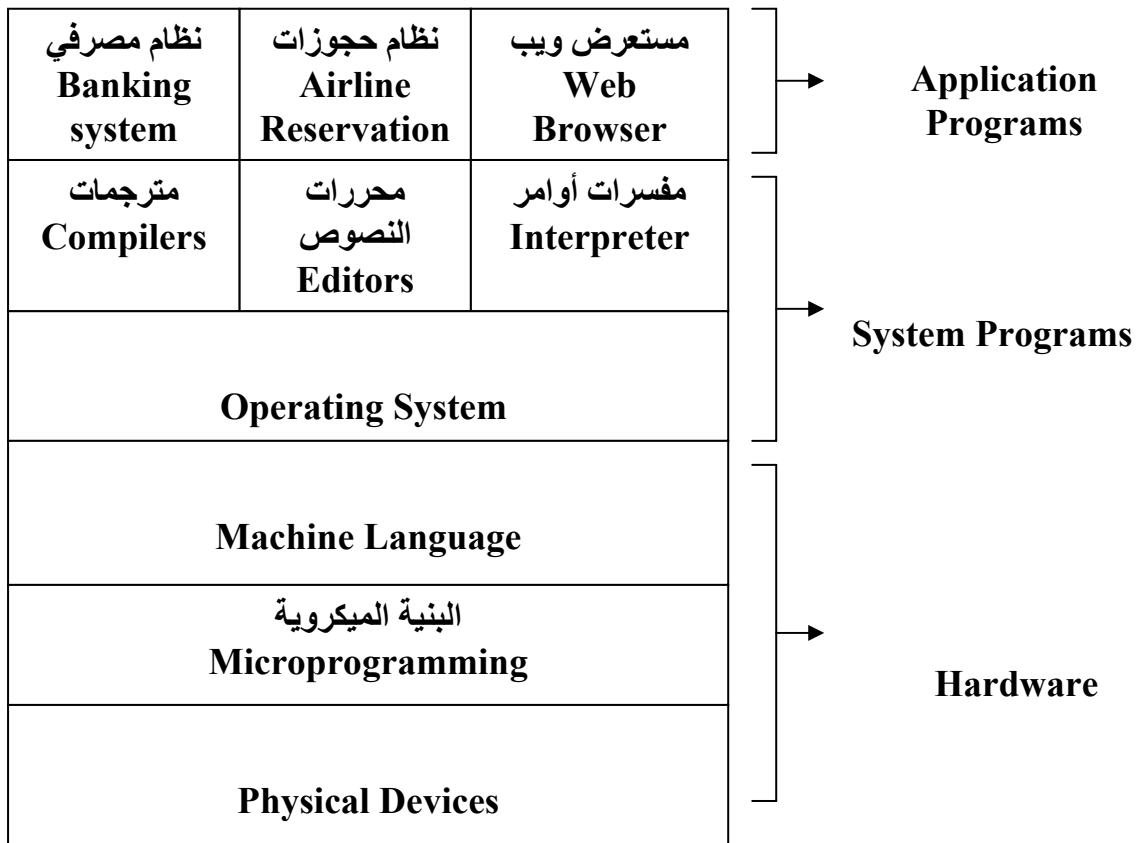 نظام مصرفي
Banking
system
نظام حجوزات
Airline
Reservation
مستعرض ويب
Web
Browser
Application
Programs
مترجمات
Compilers
محررات
النصوص
Editors
مفسرات أوامر
Interpreter
System Programs
Operating System
Machine Language
البنية الميكروية
Microprogramming
Hardware
Physical Devices